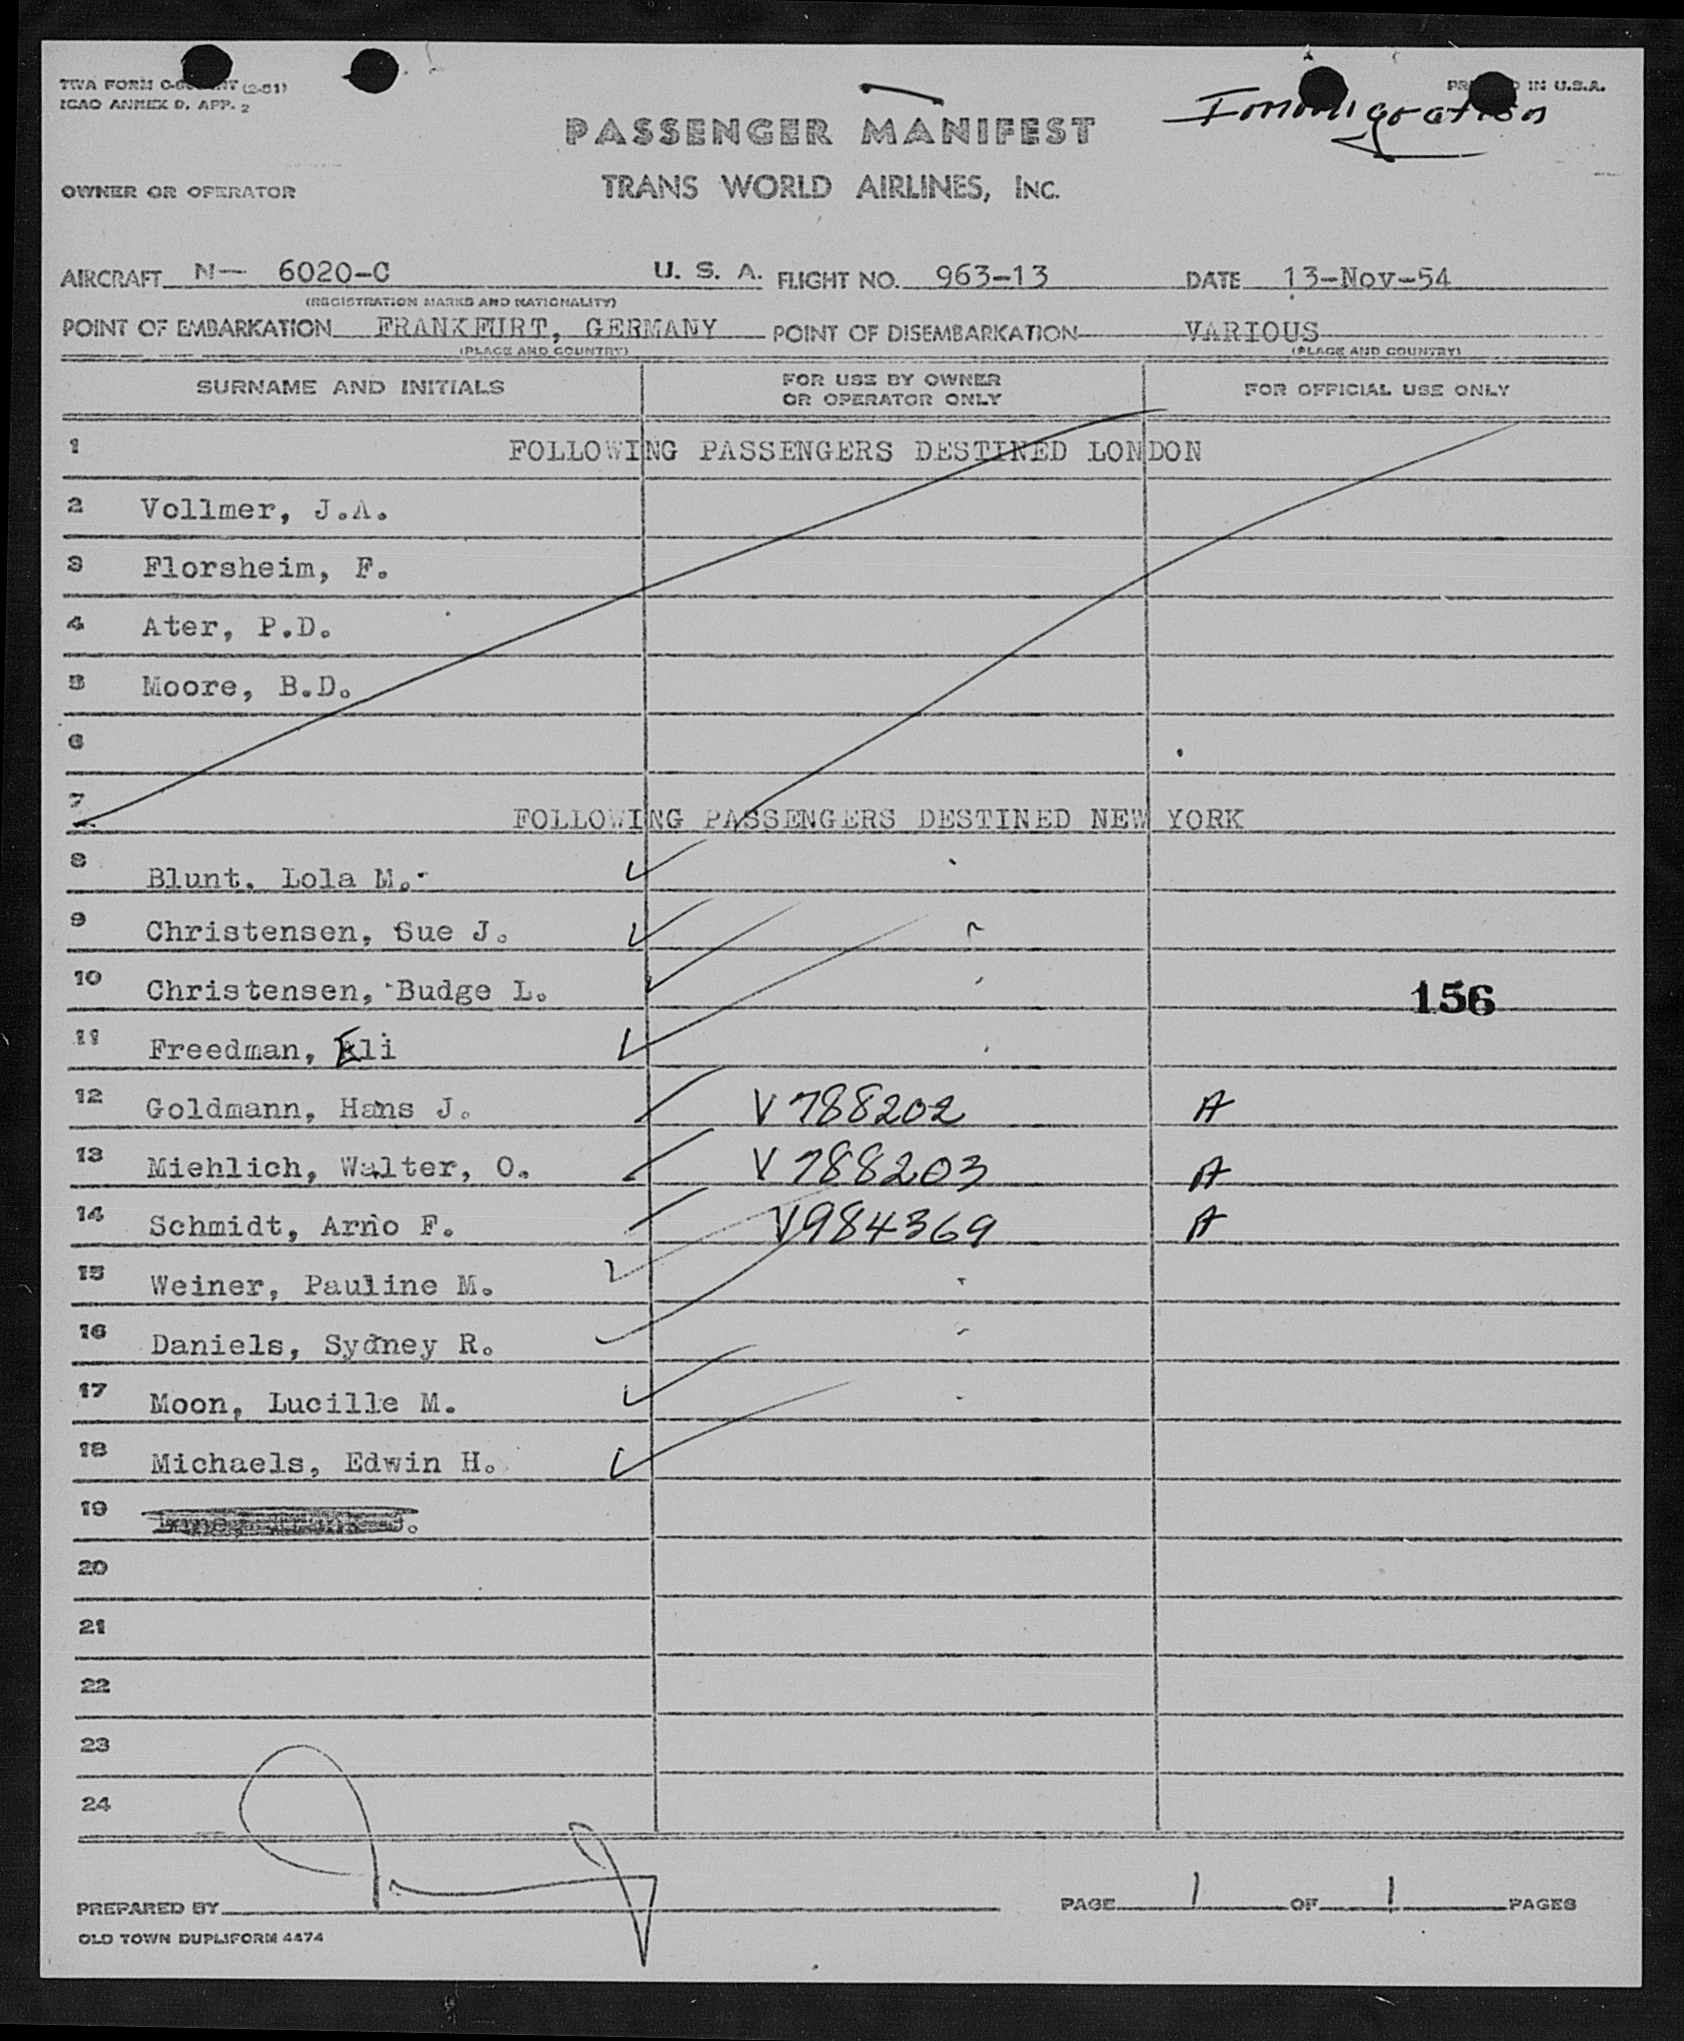 TWA FORM (2-51)
ICAO ANNEX 9, APP. 2
IN U.S.A.
Immigration
PASSENGER MANIFEST
OWNER OR OPERATOR TRANS WORLD AIRLINES, INC.
AIRCRAFT N— 6020-C U. S. A. FLIGHT NO. 963-13 DATE 13-Nov-54
(REGISTRATION MARKS AND NATIONALITY)
POINT OF EMBARKATION FRANKFURT, GERMANY POINT OF DISEMBARKATION VARIOUS
(PLACE AND COUNTRY) (PLACE AND COUNTRY)
SURNAME AND INITIALS FOR USE BY OWNER OR OPERATOR ONLY FOR OFFICIAL USE ONLY
1 FOLLOWING PASSENGERS DESTINED LONDON
2 Vollmer, J.A.
3 Florsheim, F.
4 Ater, P.D.
5 Moore, B.D.
6
7 FOLLOWING PASSENGERS DESTINED NEW YORK
8 Blunt. Lola M.
9 Christensen, Sue J.
10 Christensen, Budge L. 156
11 Freedman, Eli
12 Goldmann, Hans J. V788202 A
13 Miehlich, Walter, O. V788203 A
14 Schmidt, Arno F. V984369 A
15 Weiner, Pauline M.
16 Daniels, Sydney R.
17 Moon, Lucille M.
18 Michaels, Edwin H.
19
20
21
22
23
24
PREPARED BY PAGE 1 OF 1 PAGES
OLD TOWN DUPLIFORM 4474